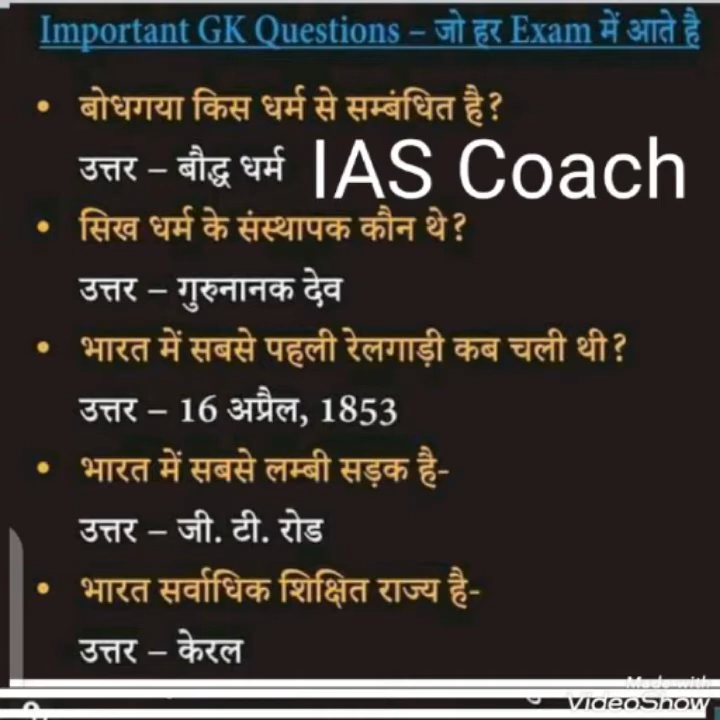 Important GK Questions – जो हर Exam में आते है
• बोधगया किस धर्म से सम्बंधित है?
उत्तर – बौद्ध धर्म
IAS Coach
• सिख धर्म के संस्थापक कौन थे?
उत्तर – गुरुनानक देव
• भारत में सबसे पहली रेलगाड़ी कब चली थी?
उत्तर – 16 अप्रैल, 1853
• भारत में सबसे लम्बी सड़क है-
उत्तर – जी. टी. रोड
• भारत सर्वाधिक शिक्षित राज्य है-
उत्तर – केरल
Made with
VideoShow